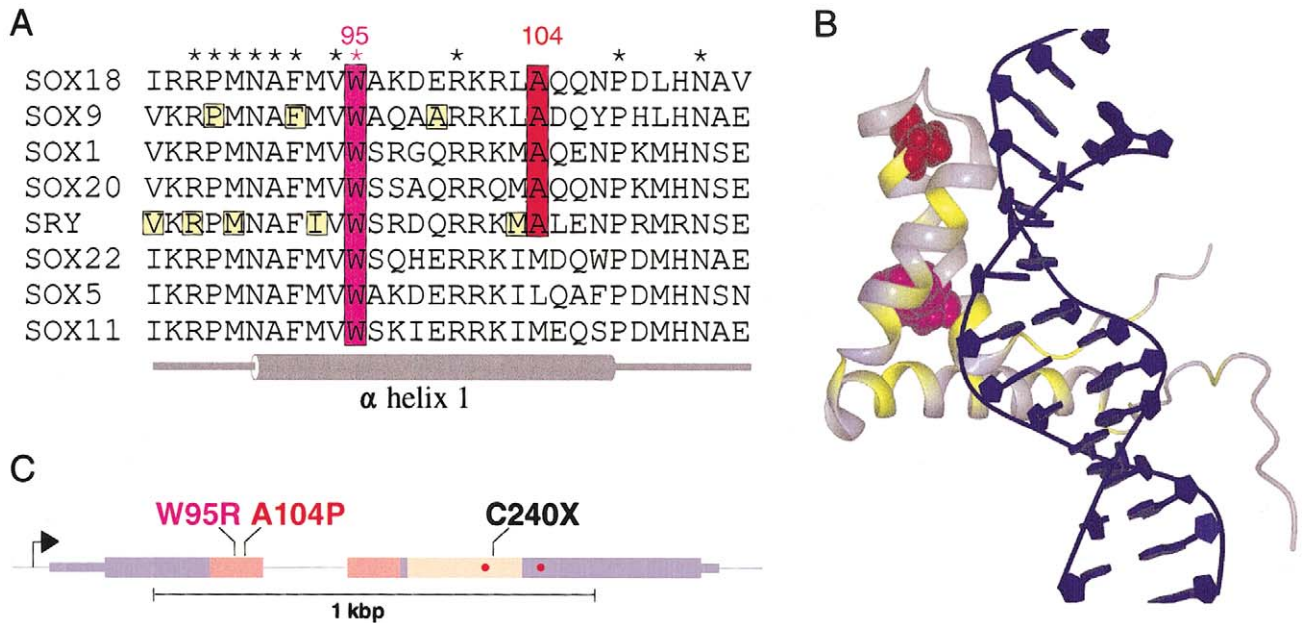 A
95 104
* * * * * * * * * * *
SOX18 IRRPMNAFMVWAKDERKRLAQQNPDLHNAV
SOX9 VKRPMNAFMVWAQAARRKLADQYPHLHNAE
SOX1 VKRPMNAFMVWSRGQRRKMAQENPKMHNSE
SOX20 VKRPMNAFMVWSSAQRRQMAQQNPKMHNSE
SRY VKRPMNAFIVWSRDQRRKMALENPRMRNSE
SOX22 IKRPMNAFMVWSQHERRKIMDQWPDMHNAE
SOX5 IKRPMNAFMVWAKDERRKILQAFPDMHNSN
SOX11 IKRPMNAFMVWSKIERRKIMEQSPDMHNAE
α helix 1
B
C
W95R A104P C240X
1 kbp